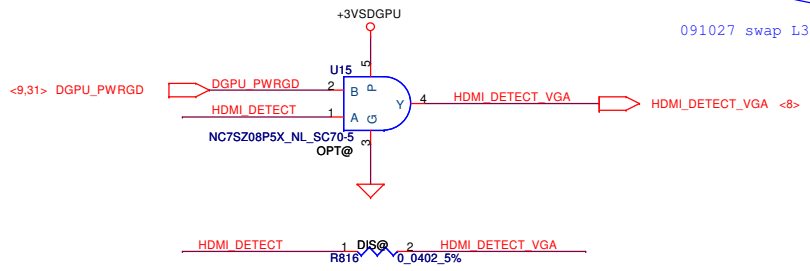 +3VSDGPU
091027 swap L3
U15
5
P
<9,31> DGPU_PWRGD DGPU_PWRGD 2 B
Y 4 HDMI_DETECT_VGA HDMI_DETECT_VGA <8>
HDMI_DETECT 1 A
G
NC7SZ08P5X_NL_SC70-5
3
OPT@
HDMI_DETECT 1 DIS@ 2 HDMI_DETECT_VGA
R816 0_0402_5%